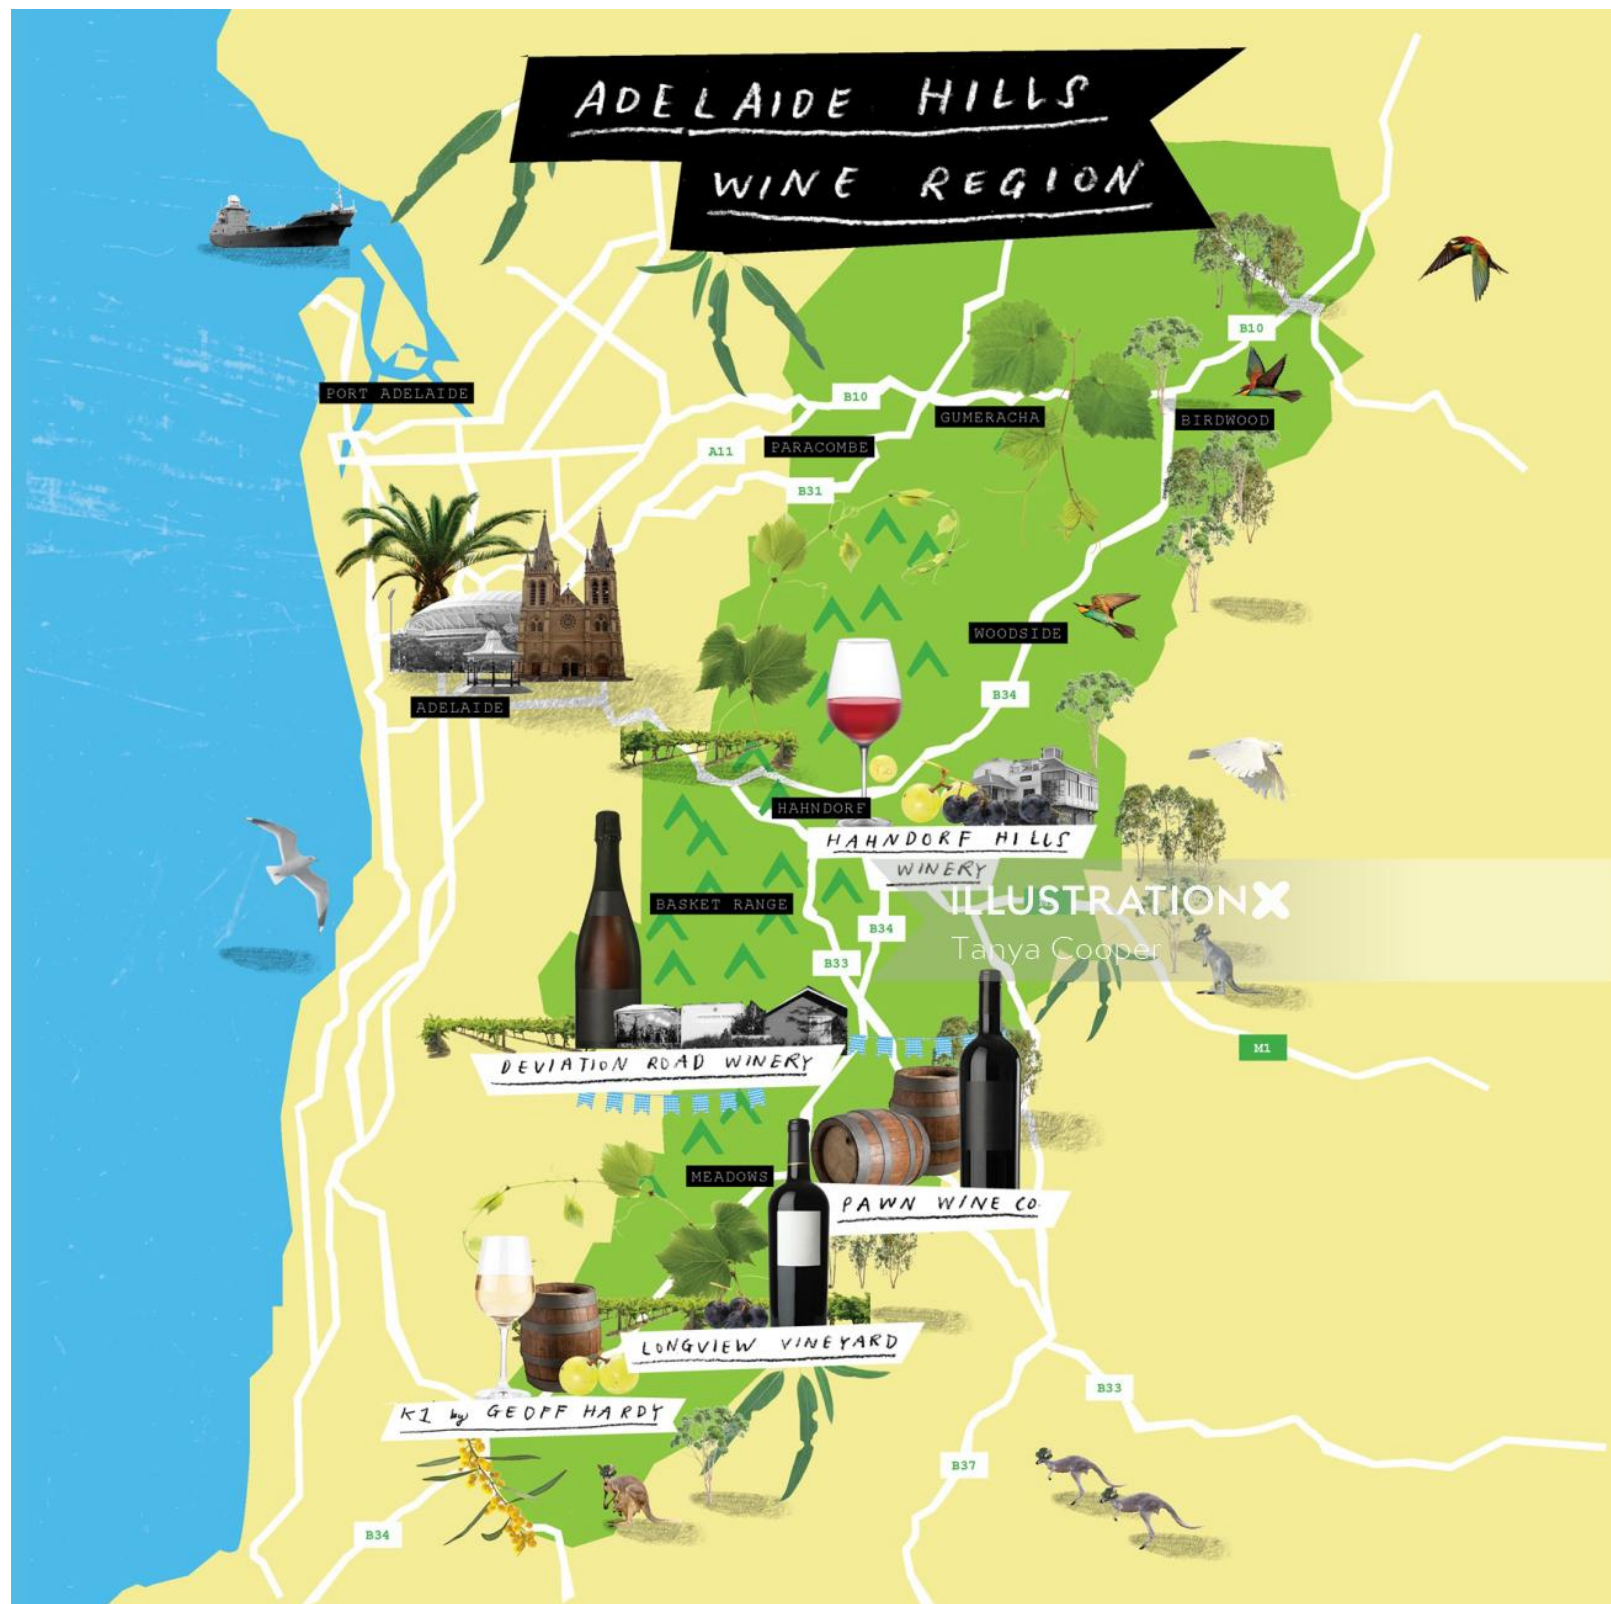 ADELAIDE HILLS
WINE REGION
B10
PORT ADELAIDE
B10
GUMERACHA
BIRDWOOD
A11
PARACOMBE
B31
WOODSIDE
B34
ADELAIDE
HAHNDORF
HAHNDORF HILLS
WINERY
BASKET RANGE
ILLUSTRATIONX
Tanya Cooper
B34
B33
M1
DEVIATION ROAD WINERY
MEADOWS
PAWN WINE CO.
LONGVIEW VINEYARD
K1 by GEOFF HARDY
B33
B37
B34